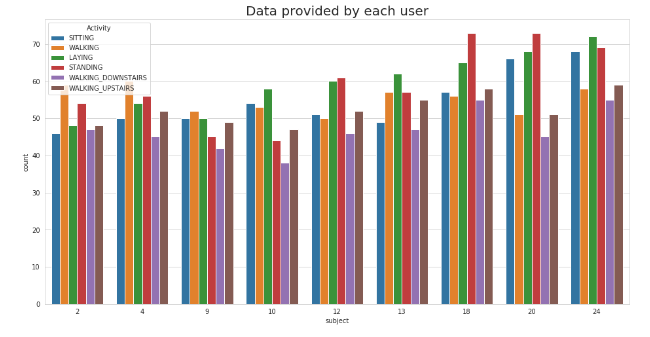 Data provided by each user
Activity
SITTING
WALKING
LAYING
STANDING
WALKING_DOWNSTAIRS
WALKING_UPSTAIRS
70
60
50
40
30
20
10
0
count
2 4 9 10 12 13 18 20 24
subject